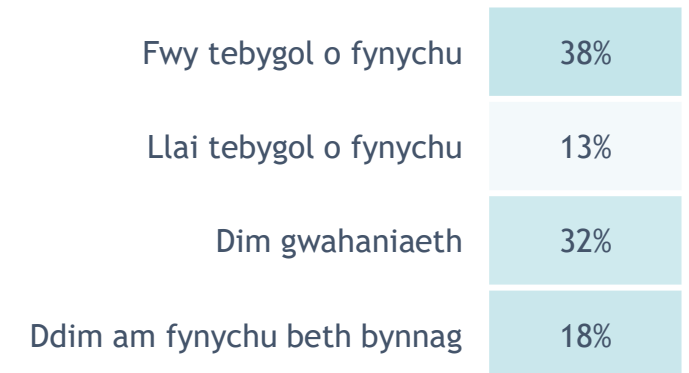 Fwy tebygol o fynychu 38%
Llai tebygol o fynychu 13%
Dim gwahaniaeth 32%
Ddim am fynychu beth bynnag 18%